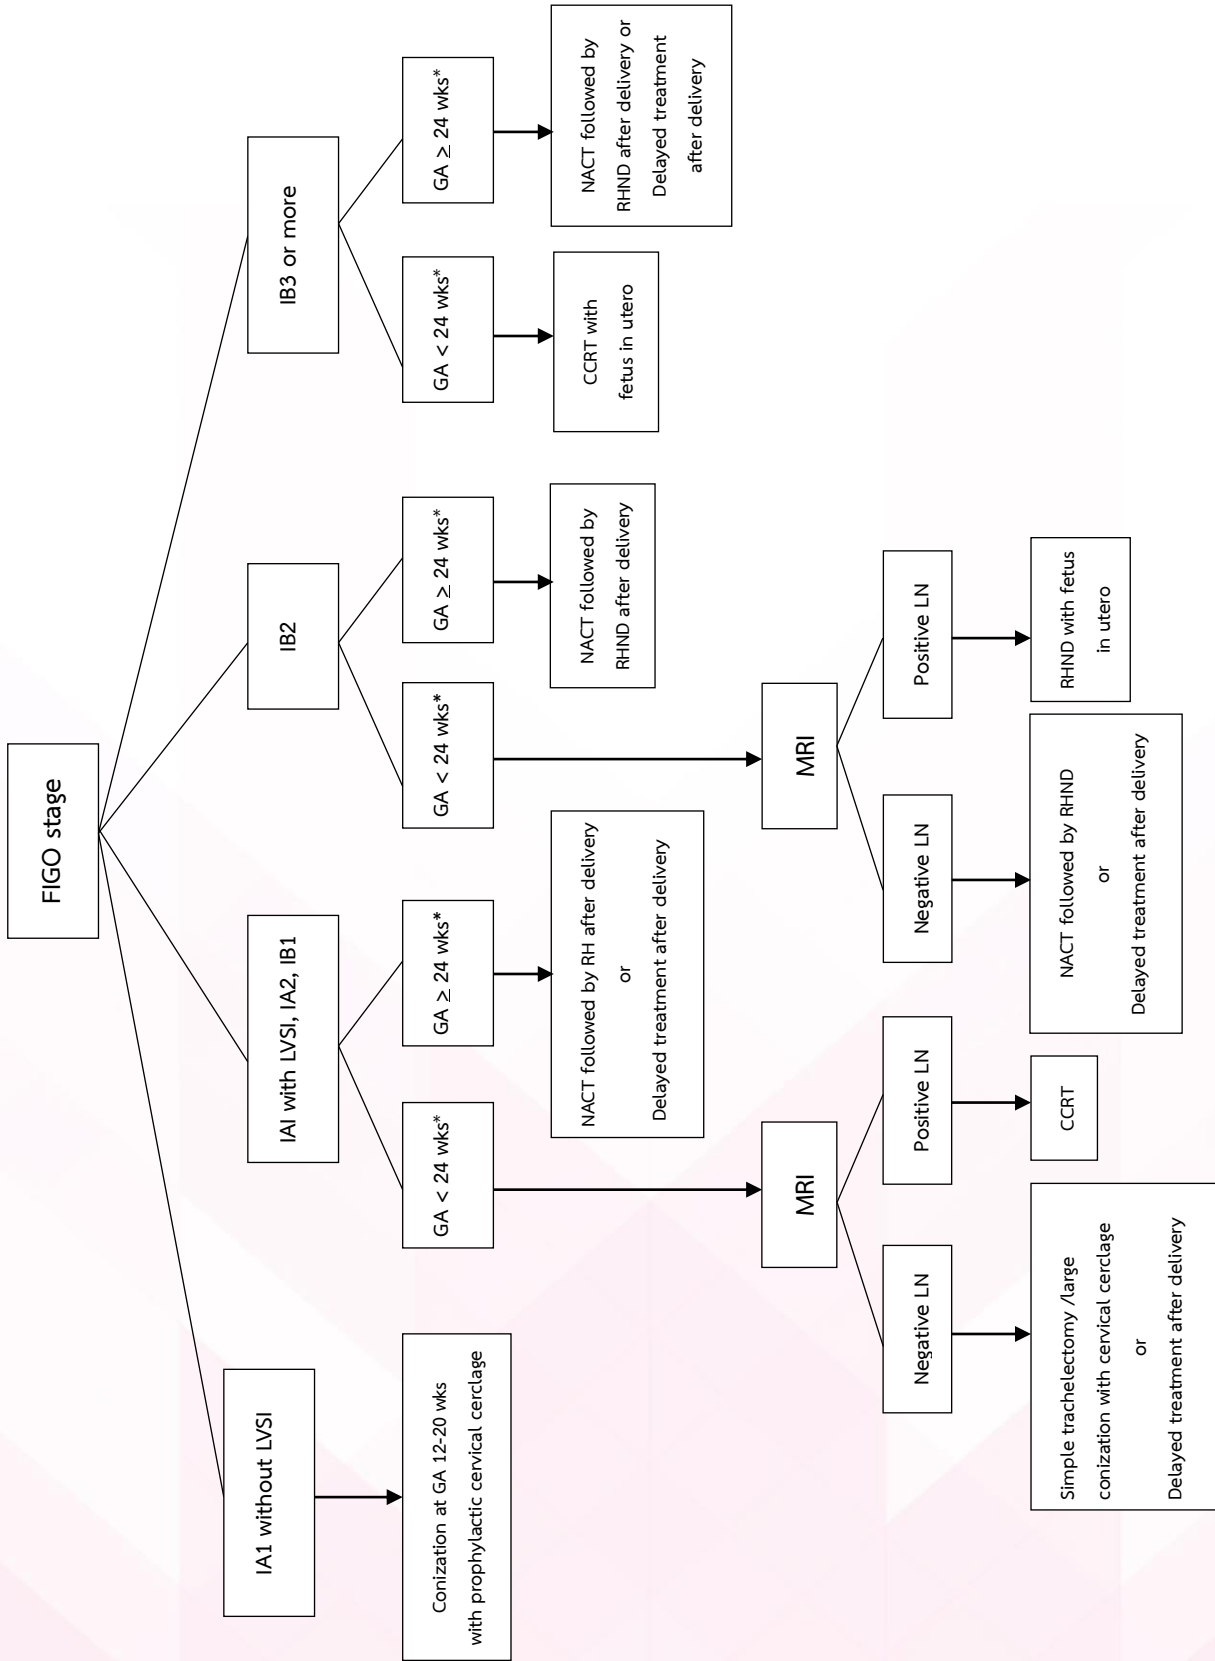 FIGO stage
IA1 without LVSI
IAI with LVSI, IA2, IB1
IB2
IB3 or more
Conization at GA 12-20 wks
with prophylactic cervical cerclage
GA < 24 wks*
GA ≥ 24 wks*
GA < 24 wks*
GA ≥ 24 wks*
GA < 24 wks*
GA ≥ 24 wks*
NACT followed by RH after delivery
or
Delayed treatment after delivery
NACT followed by
RHND after delivery
CCRT with
fetus in utero
NACT followed by
RHND after delivery or
Delayed treatment
after delivery
MRI
MRI
Negative LN
Positive LN
Negative LN
Positive LN
Simple trachelectomy /large
conization with cervical cerclage
or
Delayed treatment after delivery
CCRT
NACT followed by RHND
or
Delayed treatment after delivery
RHND with fetus
in utero